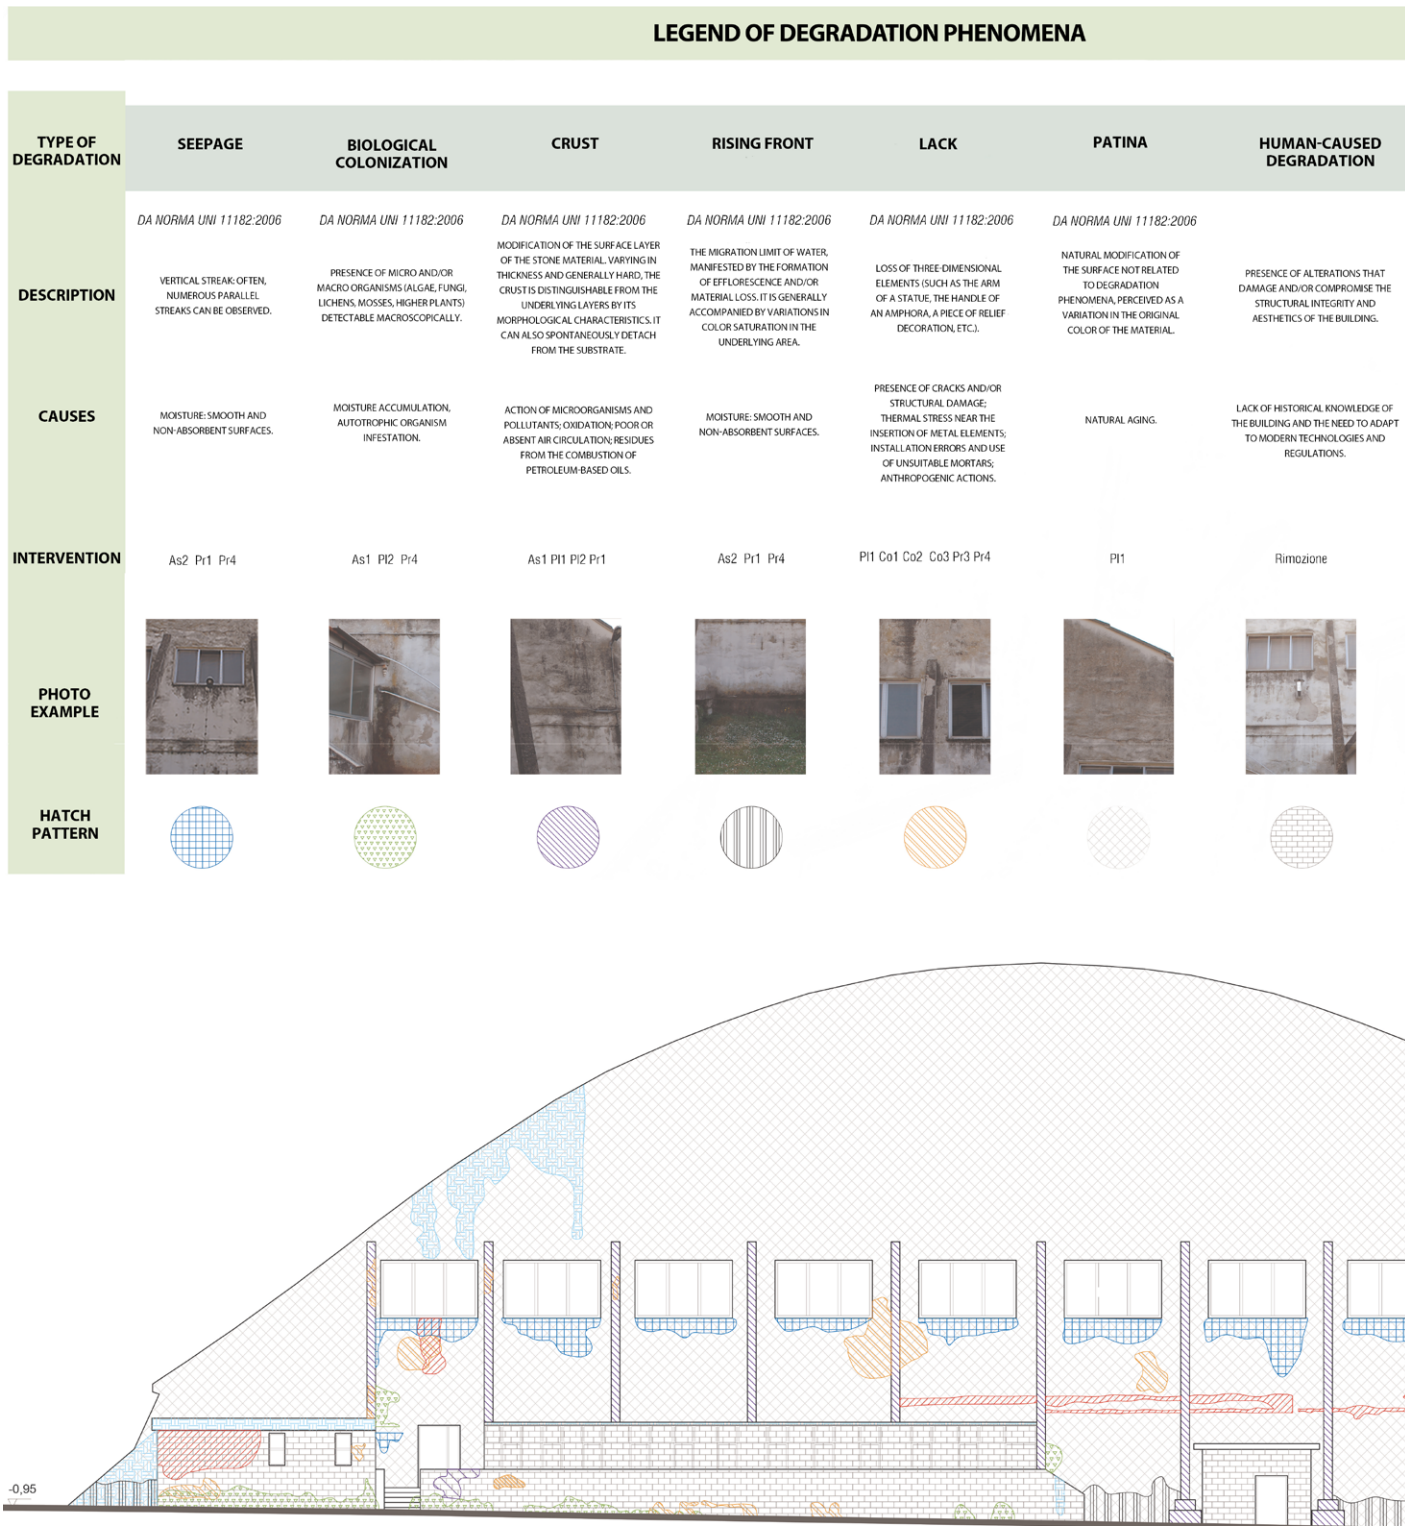 LEGEND OF DEGRADATION PHENOMENA
TYPE OF
DEGRADATION
SEEPAGE
BIOLOGICAL
COLONIZATION
CRUST
RISING FRONT
LACK
PATINA
HUMAN-CAUSED
DEGRADATION
DESCRIPTION
DA NORMA UNI 11182:2006
VERTICAL STREAK: OFTEN,
NUMEROUS PARALLEL
STREAKS CAN BE OBSERVED.
DA NORMA UNI 11182:2006
PRESENCE OF MICRO AND/OR
MACRO ORGANISMS (ALGAE, FUNGI,
LICHENS, MOSSES, HIGHER PLANTS)
DETECTABLE MACROSCOPICALLY.
DA NORMA UNI 11182:2006
MODIFICATION OF THE SURFACE LAYER
OF THE STONE MATERIAL. VARYING IN
THICKNESS AND GENERALLY HARD, THE
CRUST IS DISTINGUISHABLE FROM THE
UNDERLYING LAYERS BY ITS
MORPHOLOGICAL CHARACTERISTICS. IT
CAN ALSO SPONTANEOUSLY DETACH
FROM THE SUBSTRATE.
DA NORMA UNI 11182:2006
THE MIGRATION LIMIT OF WATER,
MANIFESTED BY THE FORMATION
OF EFFLORESCENCE AND/OR
MATERIAL LOSS. IT IS GENERALLY
ACCOMPANIED BY VARIATIONS IN
COLOR SATURATION IN THE
UNDERLYING AREA.
DA NORMA UNI 11182:2006
LOSS OF THREE-DIMENSIONAL
ELEMENTS (SUCH AS THE ARM
OF A STATUE, THE HANDLE OF
AN AMPHORA, A PIECE OF RELIEF
DECORATION, ETC.).
DA NORMA UNI 11182:2006
NATURAL MODIFICATION OF
THE SURFACE NOT RELATED
TO DEGRADATION
PHENOMENA, PERCEIVED AS A
VARIATION IN THE ORIGINAL
COLOR OF THE MATERIAL.
PRESENCE OF ALTERATIONS THAT
DAMAGE AND/OR COMPROMISE THE
STRUCTURAL INTEGRITY AND
AESTHETICS OF THE BUILDING.
CAUSES
MOISTURE: SMOOTH AND
NON-ABSORBENT SURFACES.
MOISTURE ACCUMULATION,
AUTOTROPHIC ORGANISM
INFESTATION.
ACTION OF MICROORGANISMS AND
POLLUTANTS; OXIDATION; POOR OR
ABSENT AIR CIRCULATION; RESIDUES
FROM THE COMBUSTION OF
PETROLEUM-BASED OILS.
MOISTURE: SMOOTH AND
NON-ABSORBENT SURFACES.
PRESENCE OF CRACKS AND/OR
STRUCTURAL DAMAGE;
THERMAL STRESS NEAR THE
INSERTION OF METAL ELEMENTS;
INSTALLATION ERRORS AND USE
OF UNSUITABLE MORTARS;
ANTHROPOGENIC ACTIONS.
NATURAL AGING.
LACK OF HISTORICAL KNOWLEDGE OF
THE BUILDING AND THE NEED TO ADAPT
TO MODERN TECHNOLOGIES AND
REGULATIONS.
INTERVENTION
As2 Pr1 Pr4
As1 Pl2 Pr4
As1 Pl1 Pl2 Pr1
As2 Pr1 Pr4
Pl1 Co1 Co2 Co3 Pr3 Pr4
Pl1
Rimozione
PHOTO
EXAMPLE
HATCH
PATTERN
-0,95